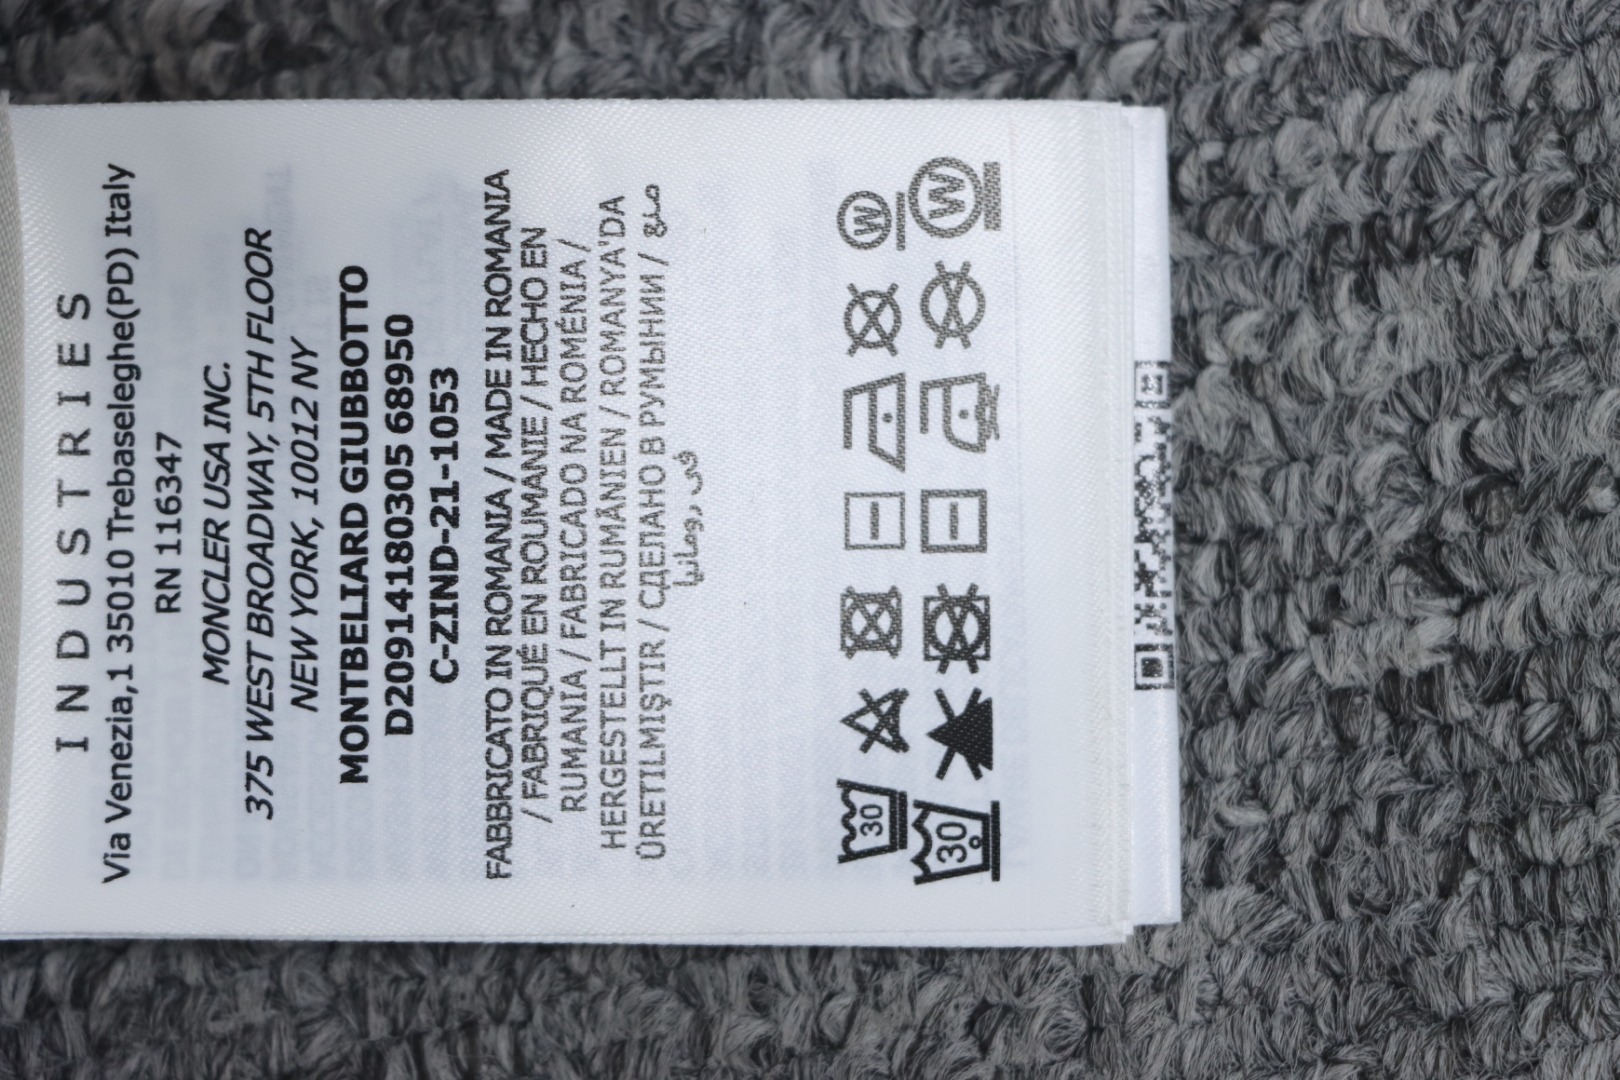 INDUSTRIES
Via Venezia,1 35010 Trebaseleghe(PD) Italy
RN 116347
MONCLER USA INC.
375 WEST BROADWAY, 5TH FLOOR
NEW YORK, 10012 NY
MONTBELIARD GIUBBOTTO
D20914180305 68950
C-ZIND-21-1053
FABBRICATO IN ROMANIA / MADE IN ROMANIA
/ FABRIQUÉ EN ROUMANIE / HECHO EN
RUMANIA / FABRICADO NA ROMÉNIA /
HERGESTELLT IN RUMÄNIEN / ROMANYA'DA
ÜRETILMIŞTIR / СДЕЛАНО В РУМЫНИИ / صنع
في رومانيا
30 W
30 W